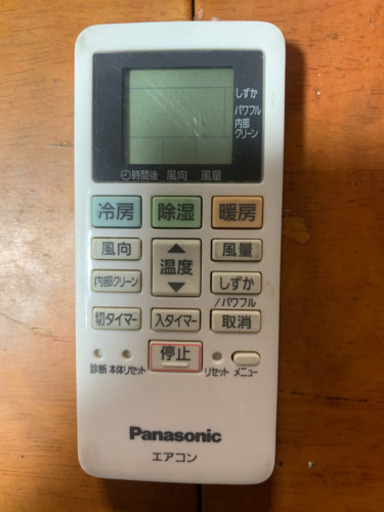 しずか
パワフル
内部
クリーン
時間後 風向 風量
冷房 除湿 暖房
風向 温度 風量
内部クリーン しずか
/パワフル
切タイマー 入タイマー 取消
停止
診断 本体リセット リセット メニュー
Panasonic
エアコン